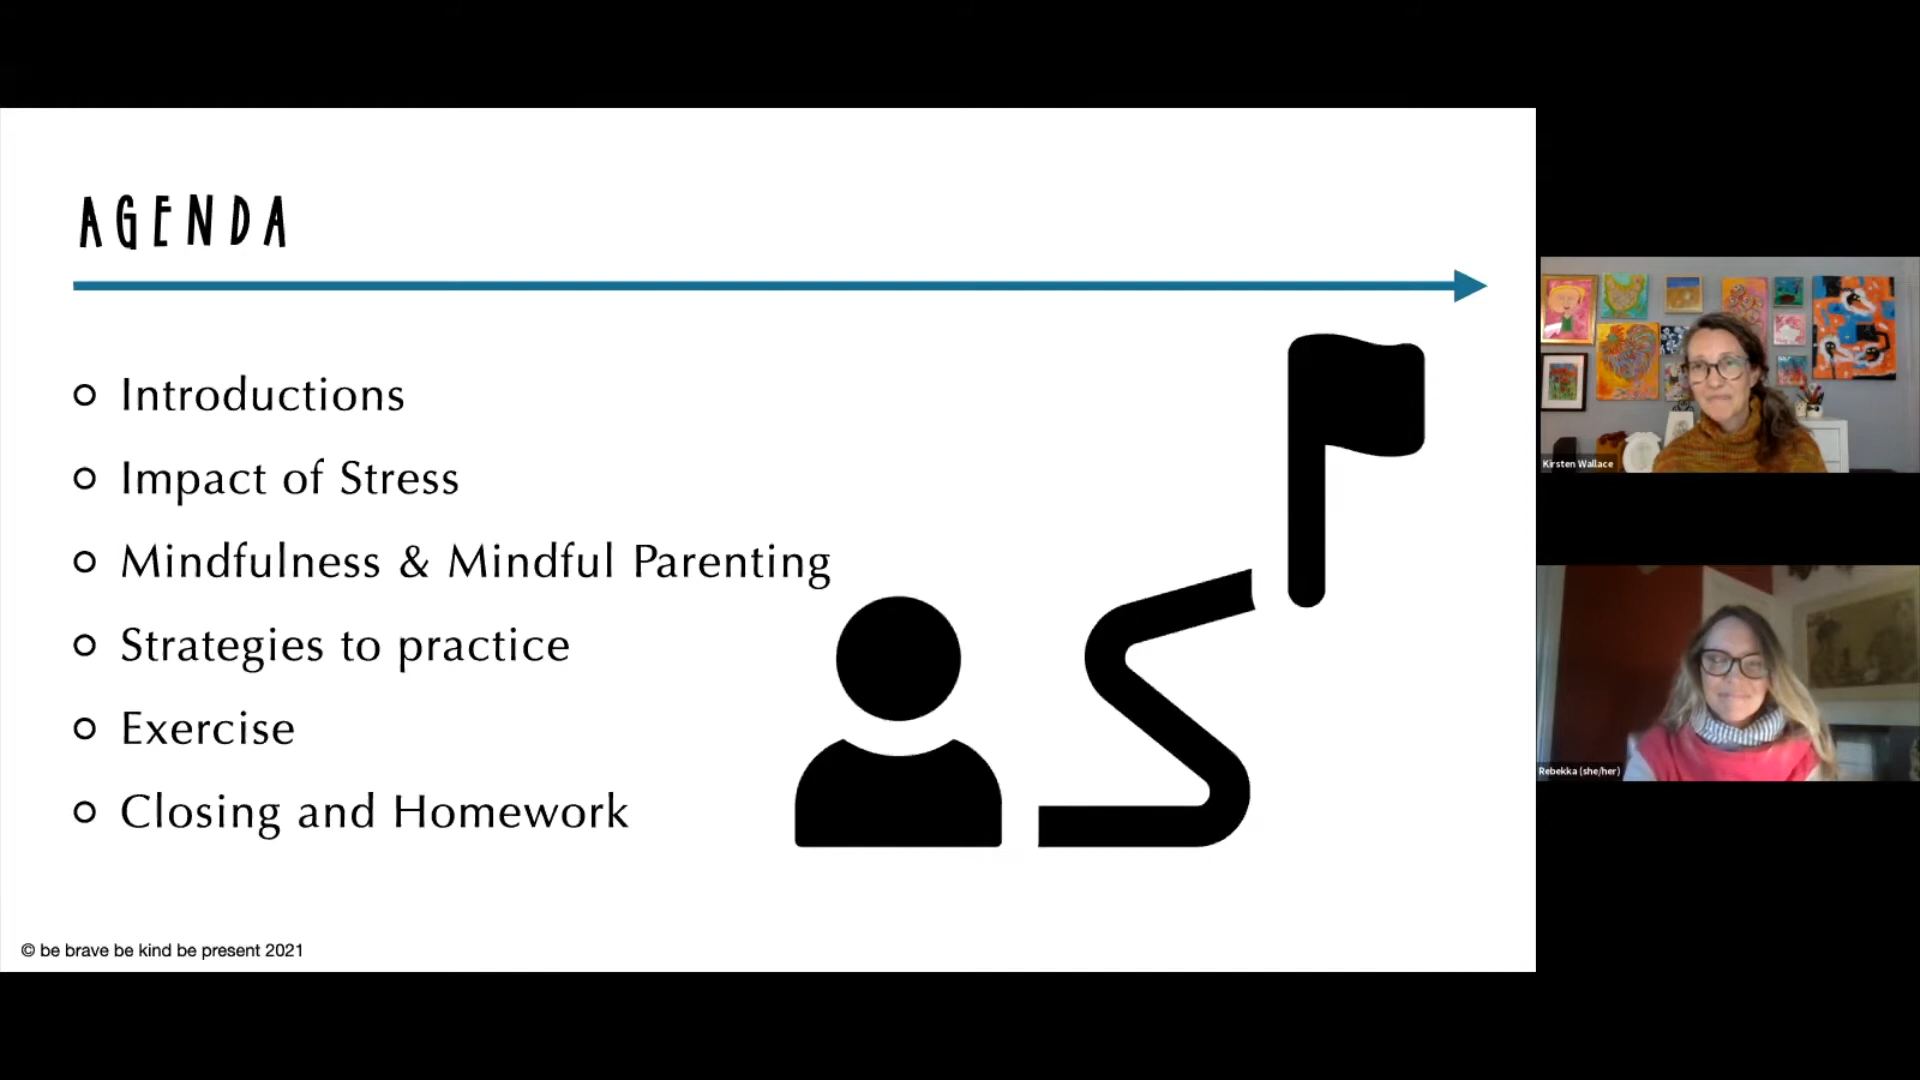 AGENDA
Introductions
Impact of Stress
Mindfulness & Mindful Parenting
Strategies to practice
Exercise
Closing and Homework
© be brave be kind be present 2021
Kirsten Wallace
Rebekka (she/her)